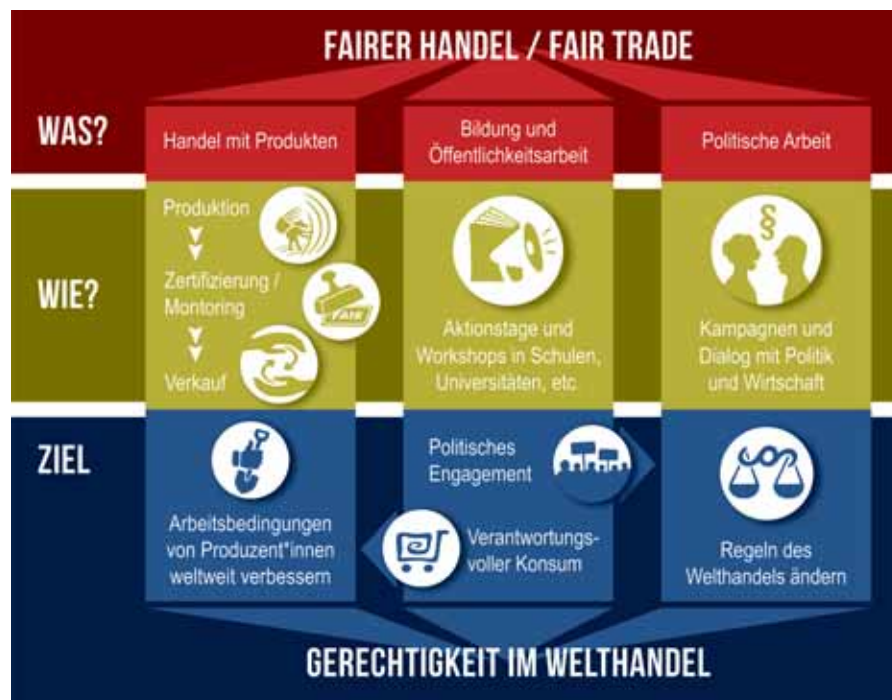 FAIRER HANDEL / FAIR TRADE
WAS?
Handel mit Produkten
Bildung und
Öffentlichkeitsarbeit
Politische Arbeit
WIE?
Produktion
Zertifizierung /
Montoring
FAIR
Verkauf
Aktionstage und
Workshops in Schulen,
Universitäten, etc
§
Kampagnen und
Dialog mit Politik
und Wirtschaft
ZIEL
Arbeitsbedingungen
von Produzent*innen
weltweit verbessern
Politisches
Engagement
Verantwortungs-
voller Konsum
Regeln des
Welthandels ändern
GERECHTIGKEIT IM WELTHANDEL